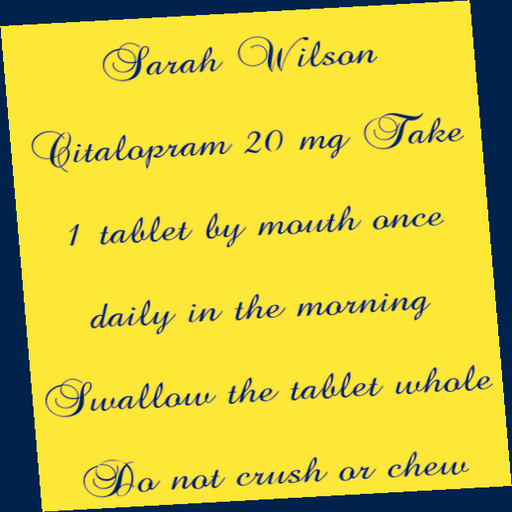 Sarah Wilson
Citalopram 20 mg Take
1 tablet by mouth once
daily in the morning
Swallow the tablet whole
Do not crush or chew